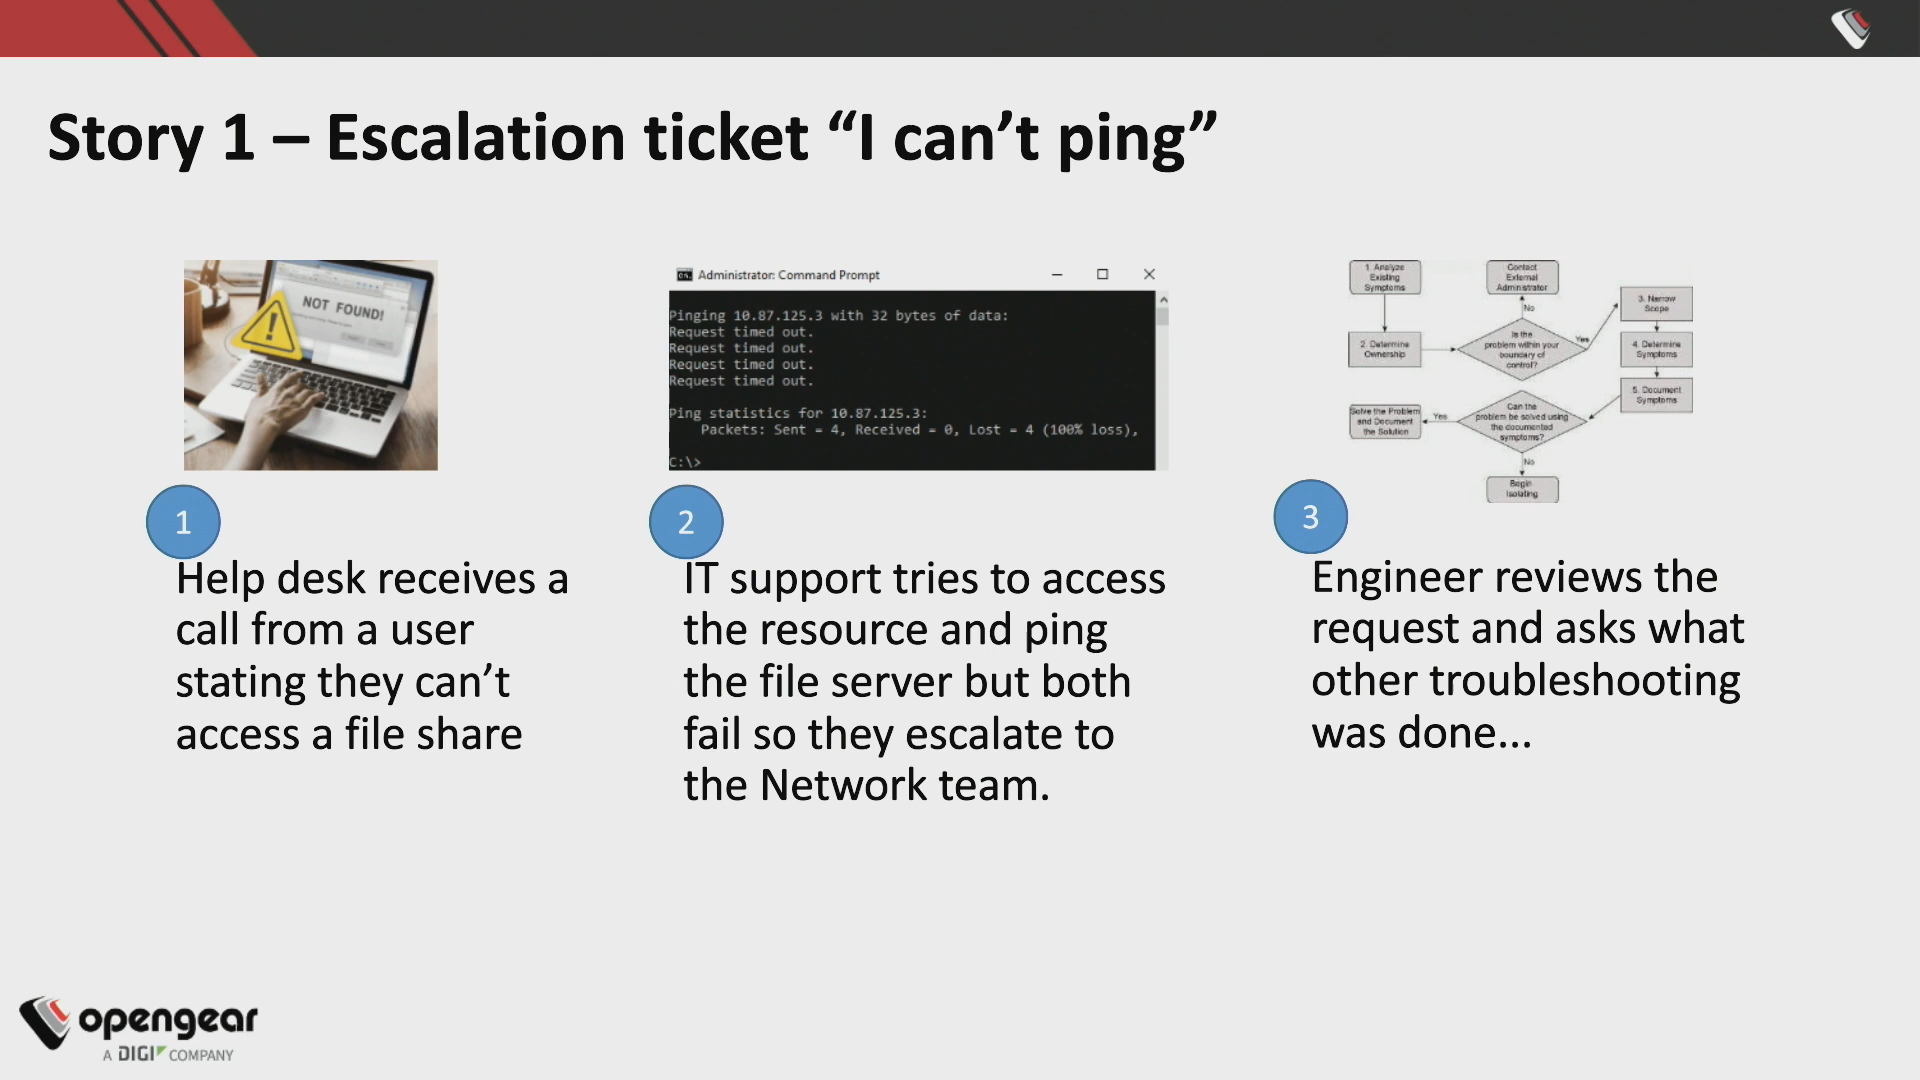 Story 1 – Escalation ticket “I can’t ping”
NOT FOUND!
Administrator: Command Prompt
Pinging 10.87.125.3 with 32 bytes of data:
Request timed out.
Request timed out.
Request timed out.
Request timed out.
Ping statistics for 10.87.125.3:
Packets: Sent = 4, Received = 0, Lost = 4 (100% loss),
C:\>
1. Analyze
Existing
Symptoms
Contact
External
Administrator
No
3. Narrow
Scope
2. Determine
Ownership
Is the
problem within your
boundary of
control?
Yes
4. Determine
Symptoms
5. Document
Symptoms
Solve the Problem
and Document
the Solution
Yes
Can the
problem be solved using
the documented
symptoms?
No
Begin
Isolating
1
Help desk receives a
call from a user
stating they can’t
access a file share
2
IT support tries to access
the resource and ping
the file server but both
fail so they escalate to
the Network team.
3
Engineer reviews the
request and asks what
other troubleshooting
was done...
opengear
A DIGI COMPANY